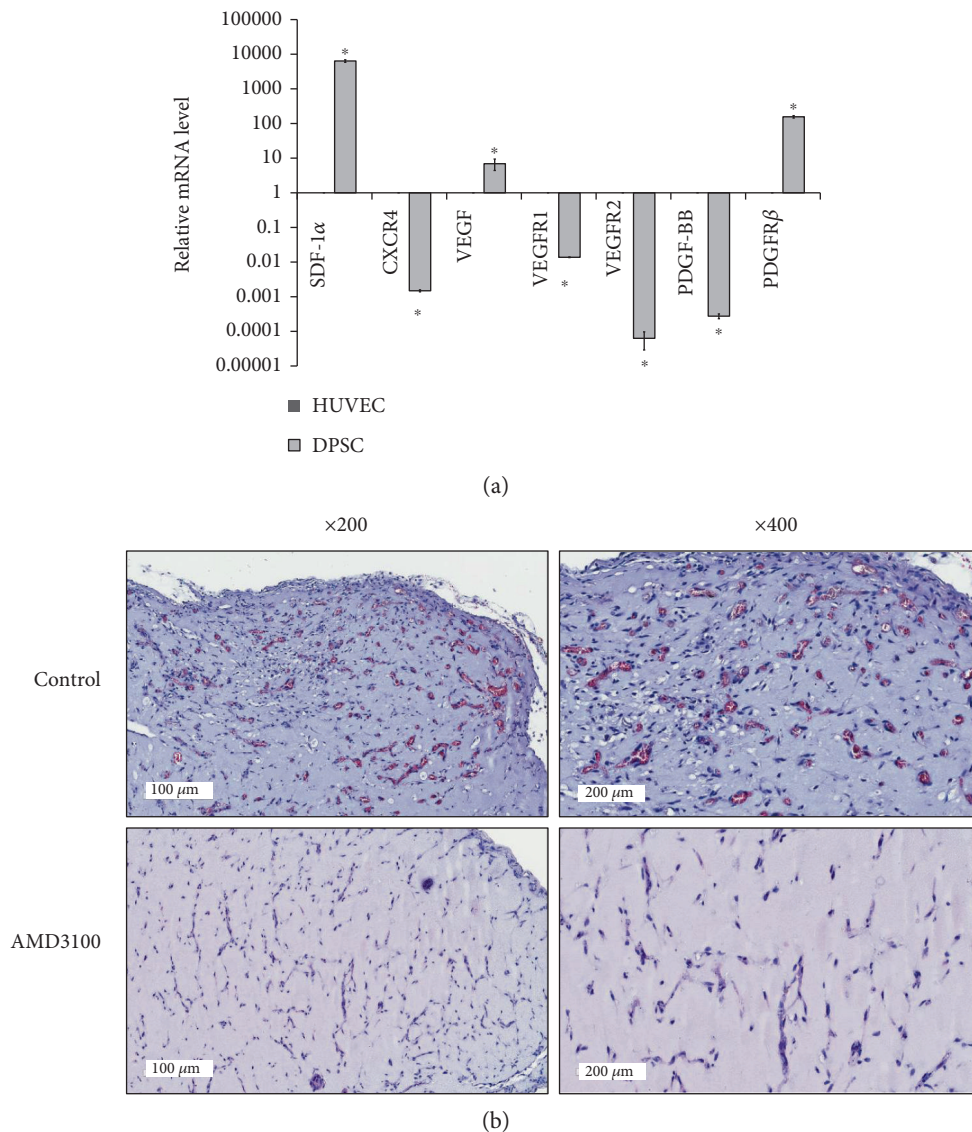 100000
10000
1000
100
10
1
0.1
0.01
0.001
0.0001
0.00001
Relative mRNA level
* * * * * * *
SDF-1α
CXCR4
VEGF
VEGFR1
VEGFR2
PDGF-BB
PDGFRβ
HUVEC
DPSC
(a)
×200 ×400
Control
100 μm 200 μm
AMD3100
100 μm 200 μm
(b)